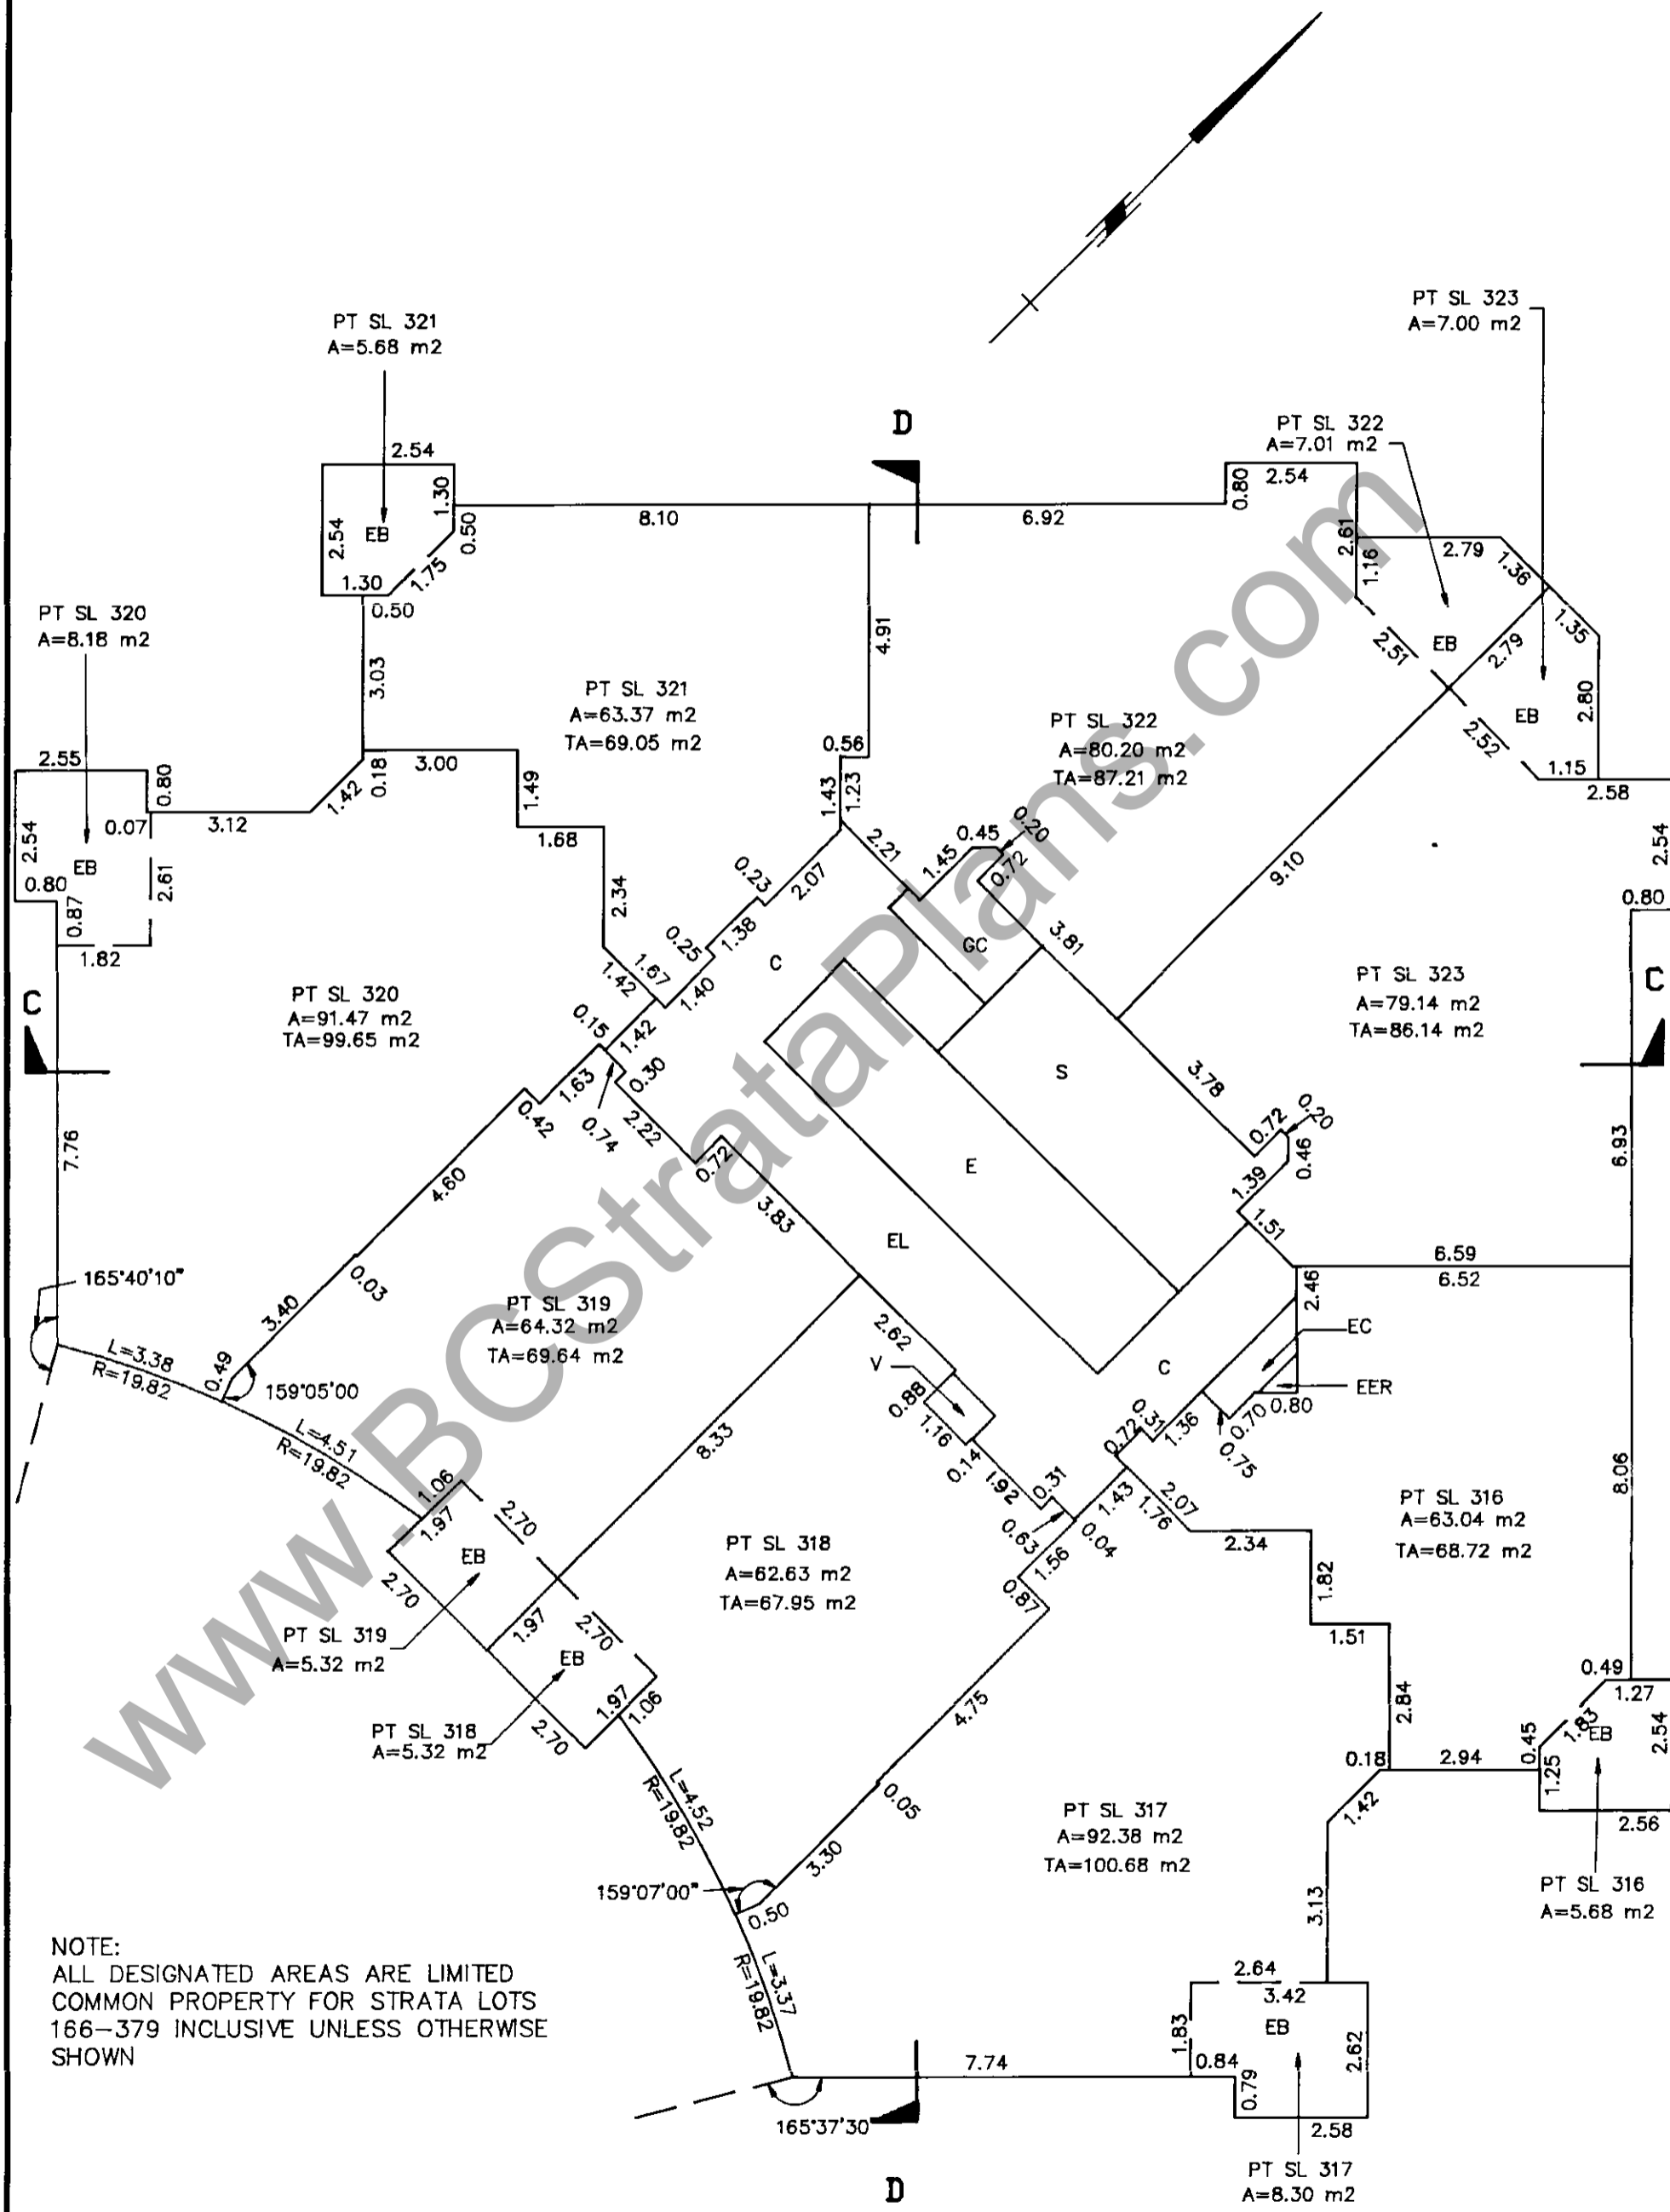 PT SL 323
A=7.00 m2
PT SL 321
A=5.68 m2
D
PT SL 322
A=7.01 m2
2.54
1.30
2.54
EB
0.50
1.75
1.30
0.50
8.10
6.92
0.80
2.54
2.61
1.16
2.79
1.36
1.35
2.51
EB
2.79
2.80
EB
2.52
1.15
2.58
2.54
0.80
PT SL 320
A=8.18 m2
3.03
4.91
PT SL 321
A=63.37 m2
TA=69.05 m2
PT SL 322
A=80.20 m2
TA=87.21 m2
2.55
0.80
0.07
2.54
EB
0.80
0.87
2.61
1.82
3.12
1.42
0.18
3.00
1.49
1.68
2.34
0.56
1.43
1.23
2.21
1.45
0.45
0.20
0.72
0.23
2.07
1.38
0.25
1.67
1.42
1.40
C
GC
3.81
9.10
C
PT SL 320
A=91.47 m2
TA=99.65 m2
PT SL 323
A=79.14 m2
TA=86.14 m2
C
0.15
1.42
0.30
1.63
0.42
0.74
2.22
0.72
3.83
S
E
EL
3.78
0.72
0.20
0.46
1.39
1.51
6.93
7.76
4.60
165°40'10"
0.03
3.40
6.59
6.52
2.46
PT SL 319
A=64.32 m2
TA=69.64 m2
L=3.38
R=19.82
0.49
159°05'00
2.62
V
0.88
1.16
0.14
C
EC
EER
0.80
0.70
0.75
1.36
0.31
0.72
L=4.51
R=19.82
8.33
1.06
1.97
2.70
EB
2.70
1.92
0.31
0.63
0.04
1.43
2.07
1.76
2.34
8.06
PT SL 316
A=63.04 m2
TA=68.72 m2
PT SL 318
A=62.63 m2
TA=67.95 m2
1.56
0.87
1.82
1.51
PT SL 319
A=5.32 m2
1.97
2.70
EB
1.97
1.06
2.70
PT SL 318
A=5.32 m2
4.75
2.84
0.49
1.27
1.83
EB
2.54
0.45
1.25
2.56
0.18
2.94
1.42
L=4.52
R=19.82
0.05
3.30
PT SL 317
A=92.38 m2
TA=100.68 m2
159°07'00"
0.50
3.13
PT SL 316
A=5.68 m2
NOTE:
ALL DESIGNATED AREAS ARE LIMITED
COMMON PROPERTY FOR STRATA LOTS
166-379 INCLUSIVE UNLESS OTHERWISE
SHOWN
L=3.37
R=19.82
2.64
3.42
EB
1.83
2.62
7.74
0.84
0.79
2.58
165°37'30
D
PT SL 317
A=8.30 m2
www.BCStrataPlans.com